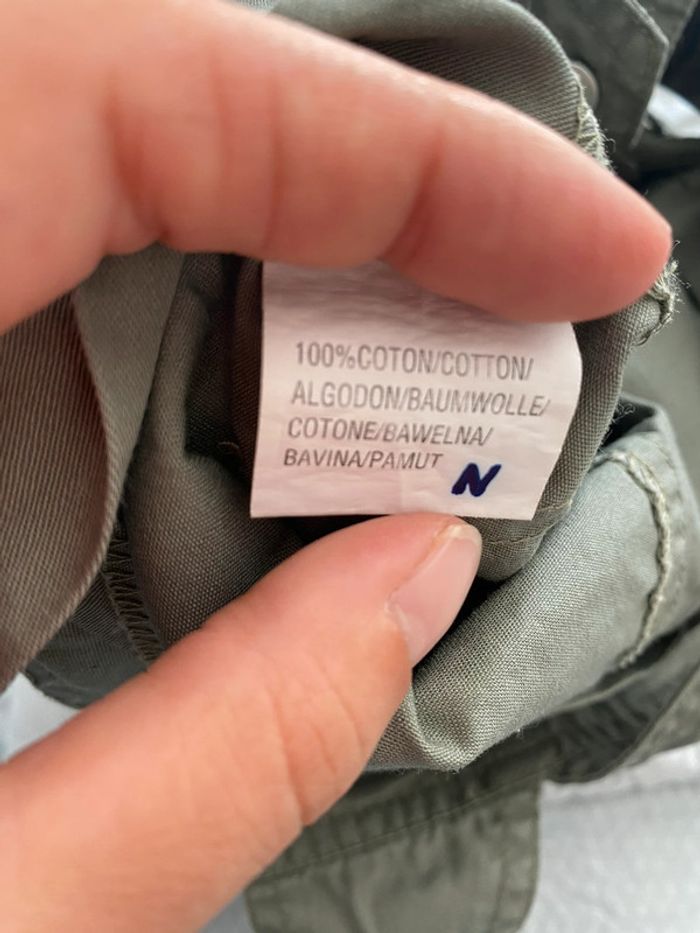 100%COTON/COTTON/
ALGODON/BAUMWOLLE/
COTONE/BAWELNA/
BAVINA/PAMUT N